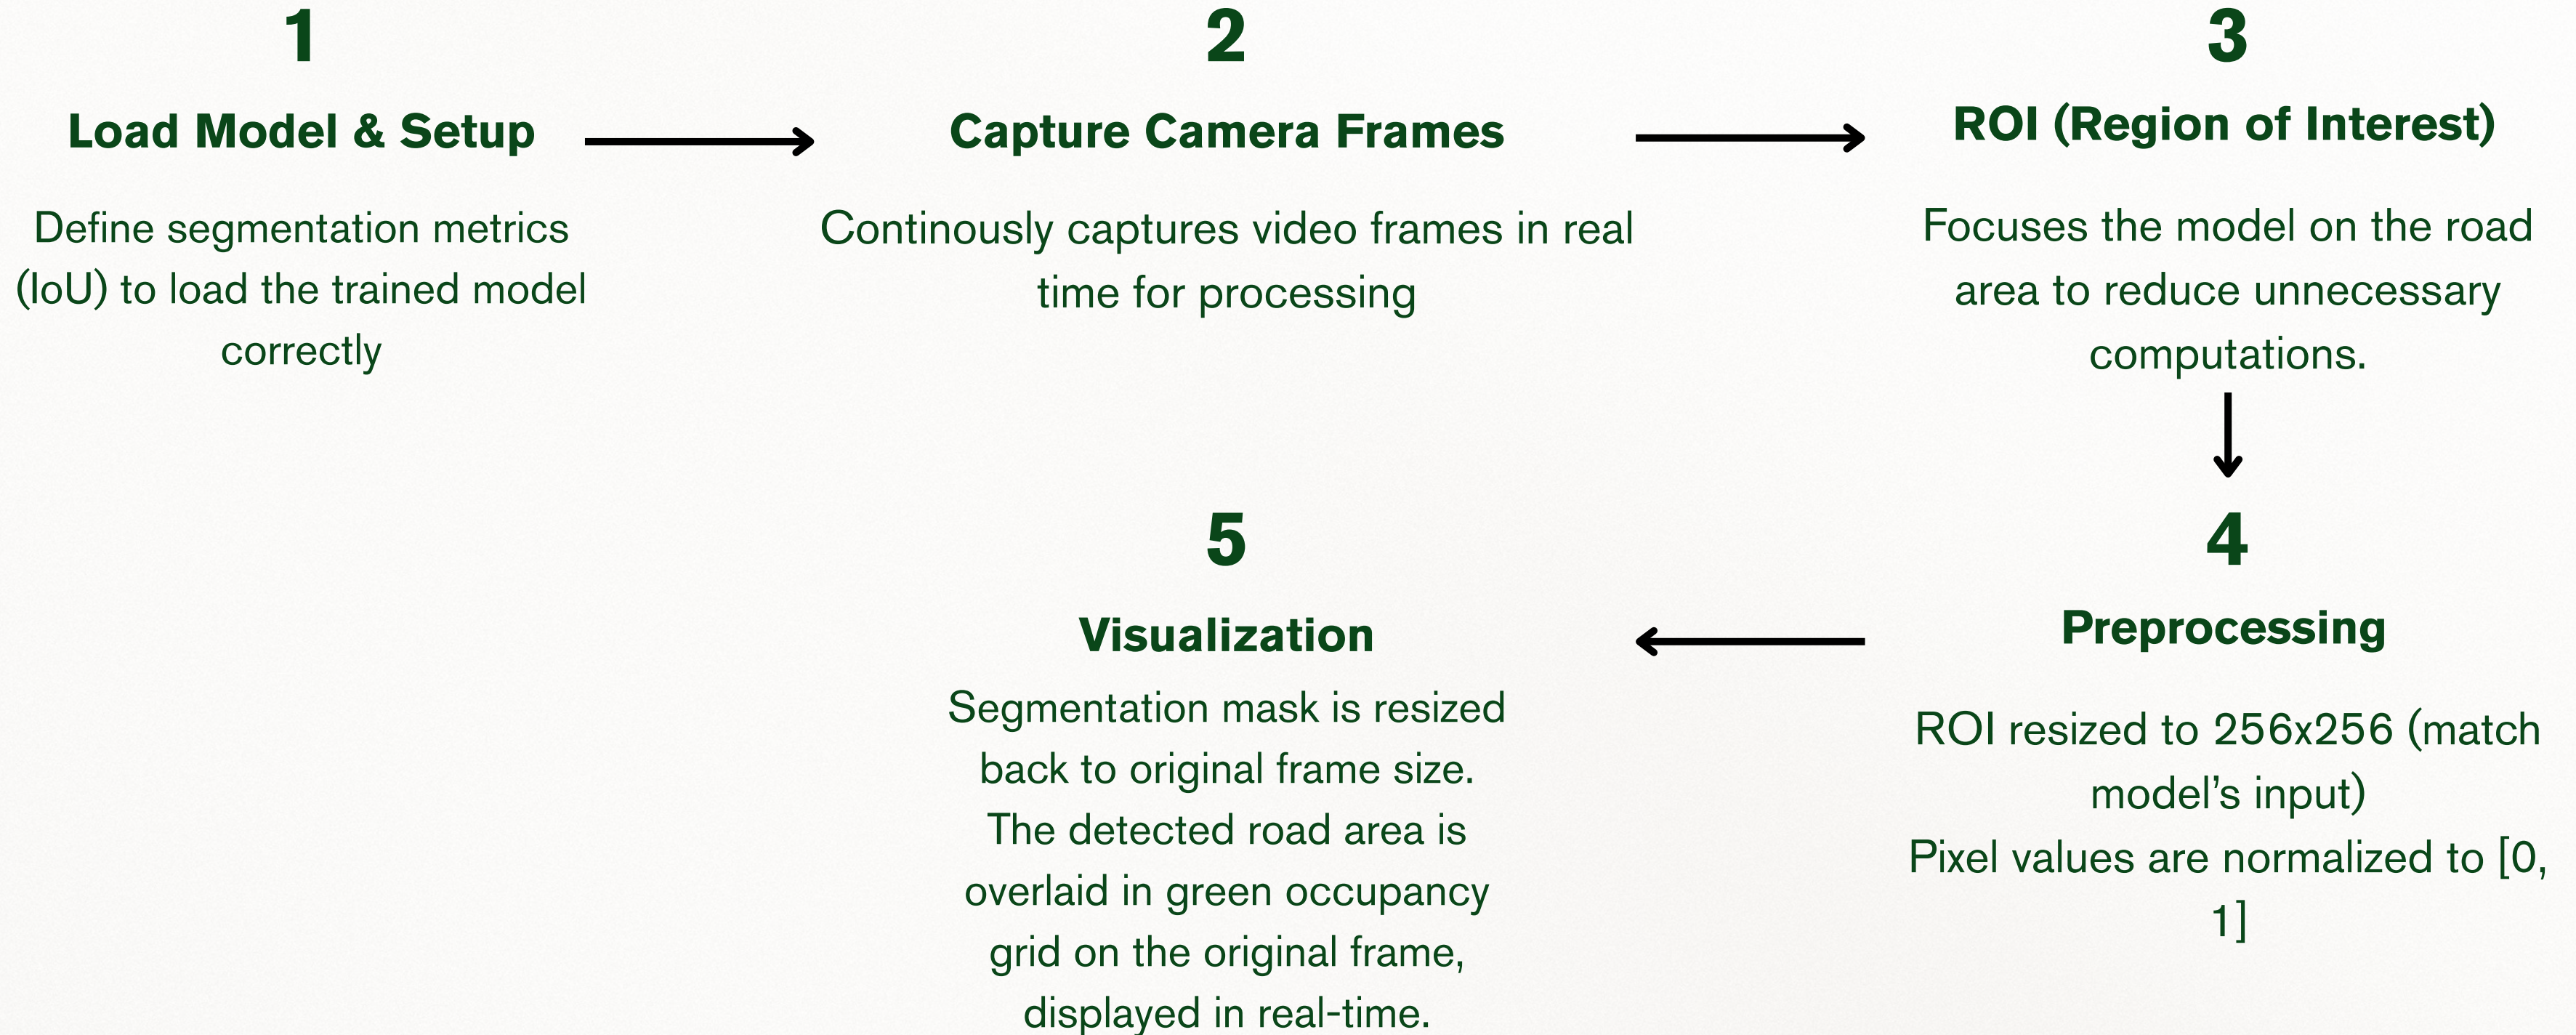 1
Load Model & Setup
Define segmentation metrics
(IoU) to load the trained model
correctly
2
Capture Camera Frames
Continously captures video frames in real
time for processing
3
ROI (Region of Interest)
Focuses the model on the road
area to reduce unnecessary
computations.
4
Preprocessing
ROI resized to 256x256 (match
model’s input)
Pixel values are normalized to [0,
1]
5
Visualization
Segmentation mask is resized
back to original frame size.
The detected road area is
overlaid in green occupancy
grid on the original frame,
displayed in real-time.